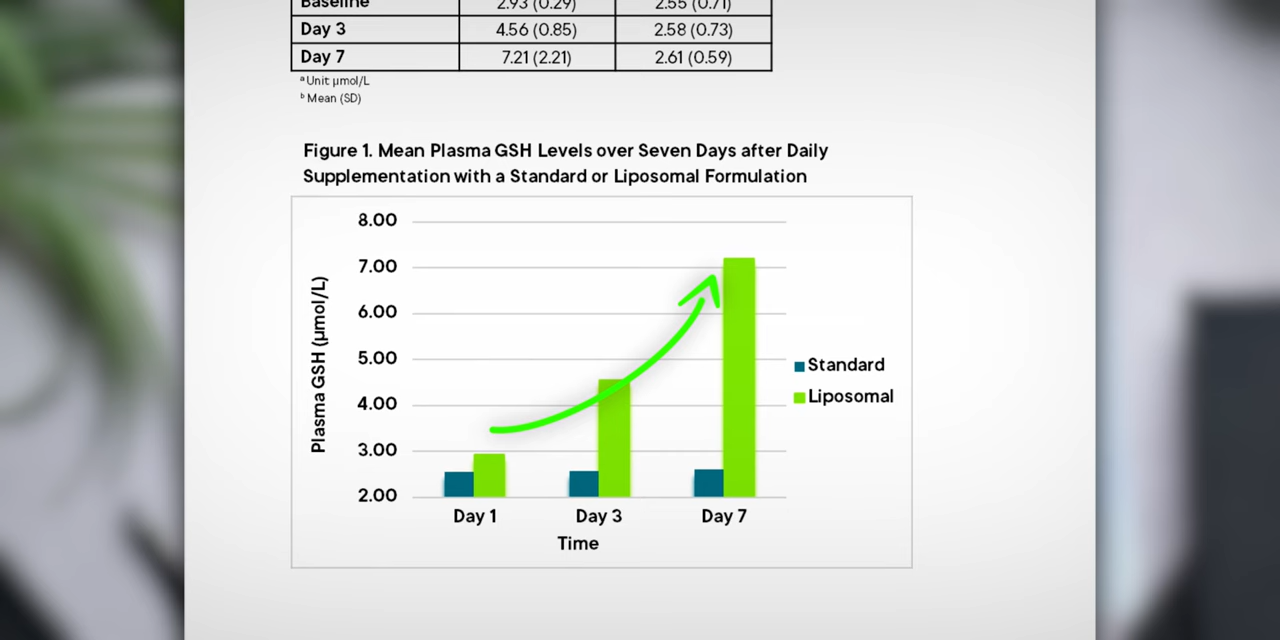 Baseline 2.93 (0.29) 2.55 (0.71)
Day 3 4.56 (0.85) 2.58 (0.73)
Day 7 7.21 (2.21) 2.61 (0.59)
a Unit µmol/L
b Mean (SD)
Figure 1. Mean Plasma GSH Levels over Seven Days after Daily
Supplementation with a Standard or Liposomal Formulation
8.00
7.00
6.00
5.00
4.00
3.00
2.00
Plasma GSH (µmol/L)
Standard
Liposomal
Day 1 Day 3 Day 7
Time